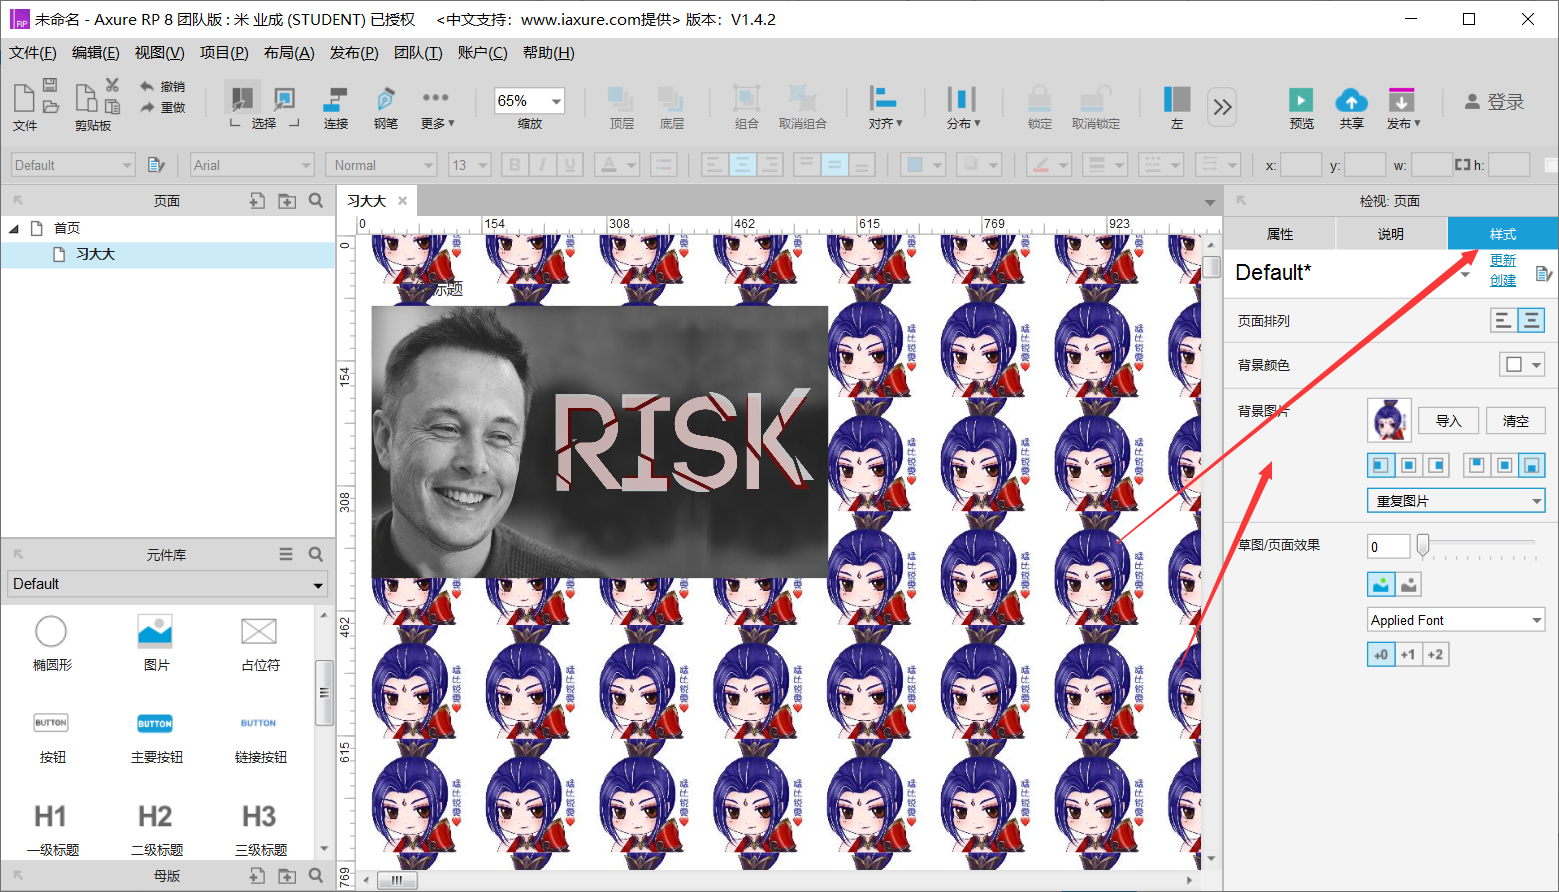 未命名 - Axure RP 8 团队版 : 米 业成 (STUDENT) 已授权 <中文支持：www.iaxure.com提供> 版本：V1.4.2
文件(F) 编辑(E) 视图(V) 项目(P) 布局(A) 发布(P) 团队(T) 账户(C) 帮助(H)
撤销
重做
65%
登录
文件 剪贴板 选择 连接 钢笔 更多 缩放 顶层 底层 组合 取消组合 对齐 分布 锁定 取消锁定 左 预览 共享 发布
Default Arial Normal 13 B I U A x: y: w: h:
页面
首页
习大大
习大大
0 154 308 462 615 769 923
0
154
308
462
615
769
标题
RISK
检视: 页面
属性 说明 样式
Default*
更新
创建
页面排列
背景颜色
背景图片
导入 清空
重复图片
草图/页面效果
0
Applied Font
+0 +1 +2
元件库
Default
椭圆形 图片 占位符
BUTTON BUTTON BUTTON
按钮 主要按钮 链接按钮
H1 H2 H3
一级标题 二级标题 三级标题
母版